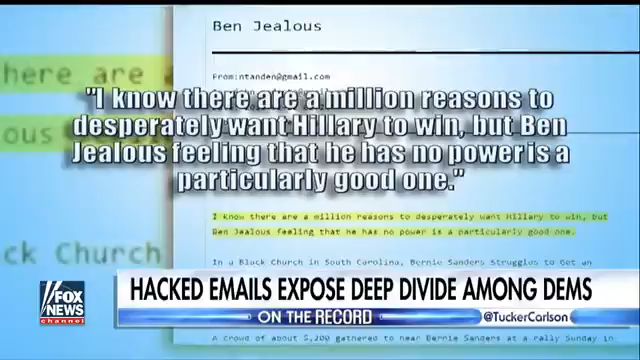 Ben Jealous
From:ntanden@gmail.com
here are a
"I know there are a million reasons to
desperately want Hillary to win, but Ben
Jealous feeling that he has no power is a
particularly good one."
ous
I know there are a million reasons to desperately want Hillary to win, but
Ben Jealous feeling that he has no power is a particularly good one.
ck Church
In a Black Church in South Carolina, Bernie Sanders Struggles to Get an
HACKED EMAILS EXPOSE DEEP DIVIDE AMONG DEMS
FOX
NEWS
channel
ON THE RECORD
@TuckerCarlson
A crowd of about 5,200 gathered to hear Bernie Sanders at a rally Sunday in